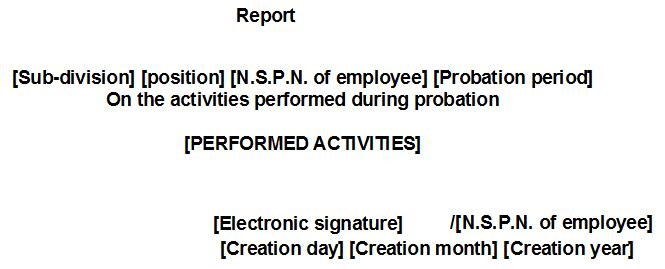 Report
[Sub-division] [position] [N.S.P.N. of employee] [Probation period]
On the activities performed during probation
[PERFORMED ACTIVITIES]
[Electronic signature] /[N.S.P.N. of employee]
[Creation day] [Creation month] [Creation year]